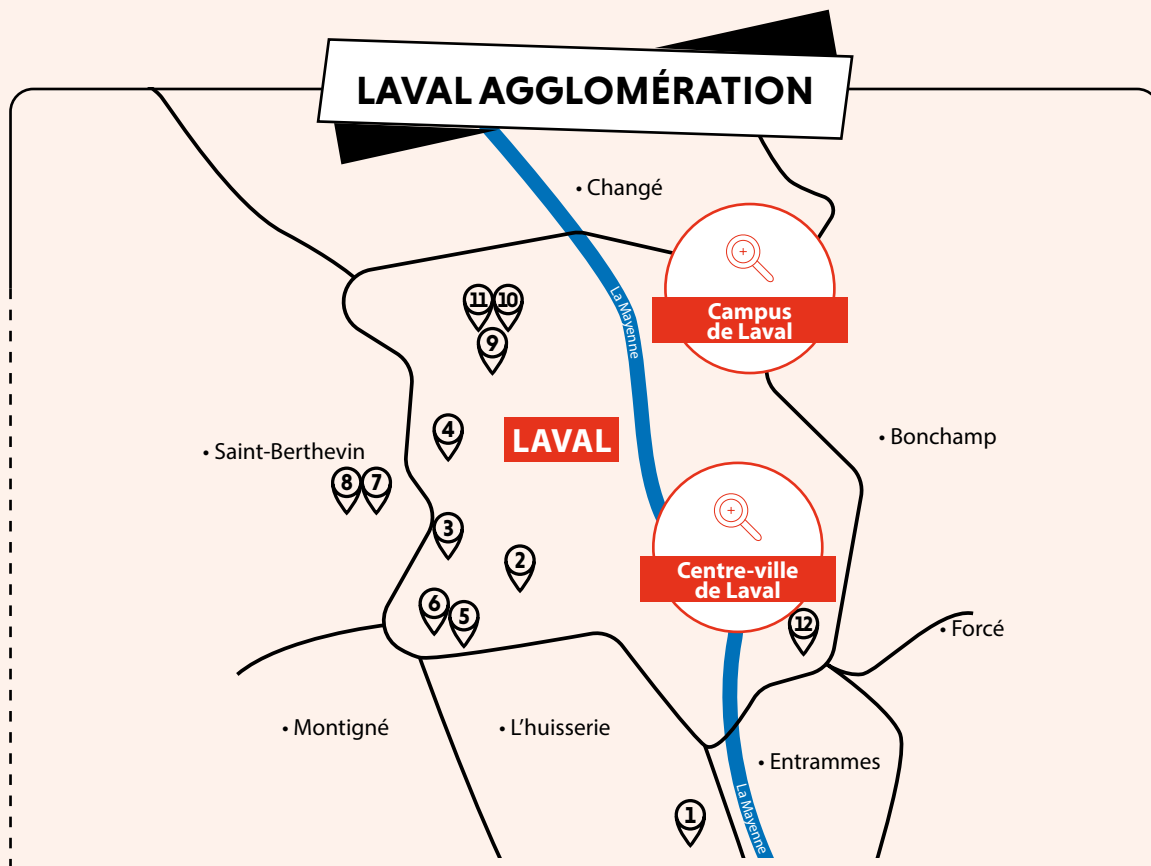 LAVAL AGGLOMÉRATION
• Changé
La Mayenne
Campus
de Laval
11
10
9
4
LAVAL
• Bonchamp
• Saint-Berthevin
8
7
3
2
Centre-ville
de Laval
6
5
12
• Forcé
• Montigné
• L'huisserie
• Entrammes
La Mayenne
1